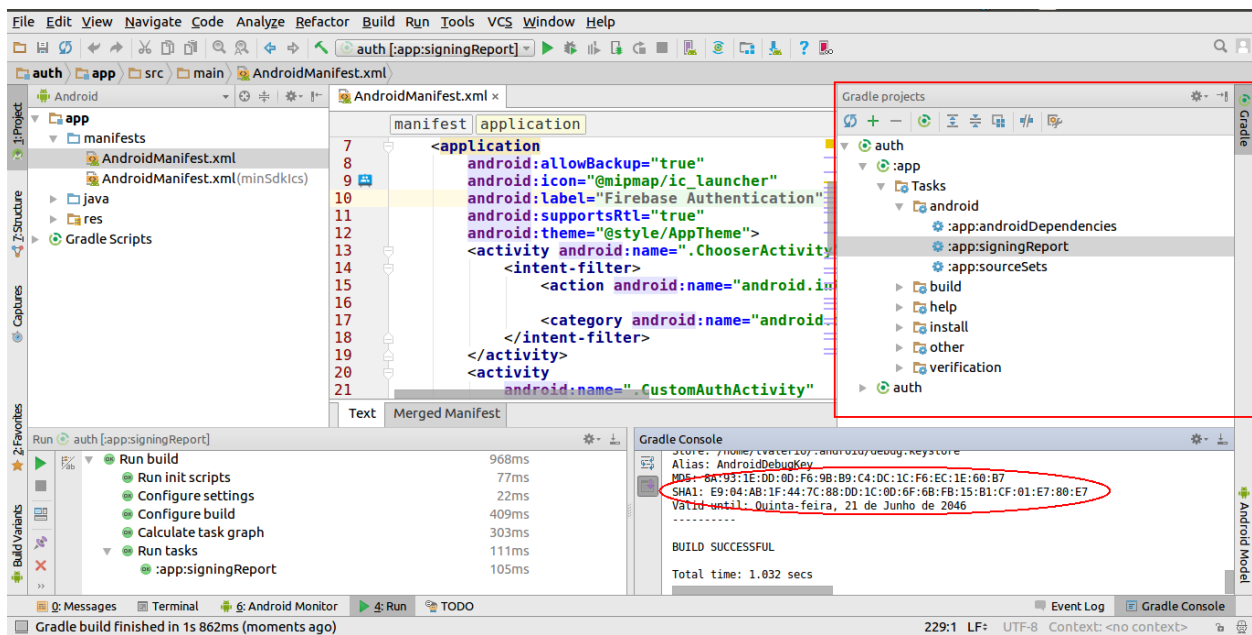 File Edit View Navigate Code Analyze Refactor Build Run Tools VCS Window Help
auth [:app:signingReport]
auth app src main AndroidManifest.xml
Android
AndroidManifest.xml
Gradle projects
1: Project
7: Structure
Captures
2: Favorites
Build Variants
app
manifests
AndroidManifest.xml
AndroidManifest.xml (minSdkIcs)
java
res
Gradle Scripts
manifest application
7 <application
8 android:allowBackup="true"
9 android:icon="@mipmap/ic_launcher"
10 android:label="Firebase Authentication"
11 android:supportsRtl="true"
12 android:theme="@style/AppTheme">
13 <activity android:name=".ChooserActivity
14 <intent-filter>
15 <action android:name="android.in
16
17 <category android:name="android.
18 </intent-filter>
19 </activity>
20 <activity
21 android:name=".CustomAuthActivity"
Text Merged Manifest
auth
:app
Tasks
android
:app:androidDependencies
:app:signingReport
:app:sourceSets
build
help
install
other
verification
auth
Gradle
Android Model
Run auth [:app:signingReport]
Run build 968ms
Run init scripts 77ms
Configure settings 22ms
Configure build 409ms
Calculate task graph 303ms
Run tasks 111ms
:app:signingReport 105ms
Gradle Console
Store: /home/tvalerio/.android/debug.keystore
Alias: AndroidDebugKey
MD5: 8A:93:1E:DD:0D:F6:9B:B9:C4:DC:1C:F6:EC:1E:60:B7
SHA1: E9:04:AB:1F:44:7C:88:DD:1C:0D:6F:6B:FB:15:B1:CF:01:E7:80:E7
Valid until: Quinta-feira, 21 de Junho de 2046
----------
BUILD SUCCESSFUL
Total time: 1.032 secs
0: Messages Terminal 6: Android Monitor 4: Run TODO Event Log Gradle Console
Gradle build finished in 1s 862ms (moments ago) 229:1 LF UTF-8 Context: <no context>